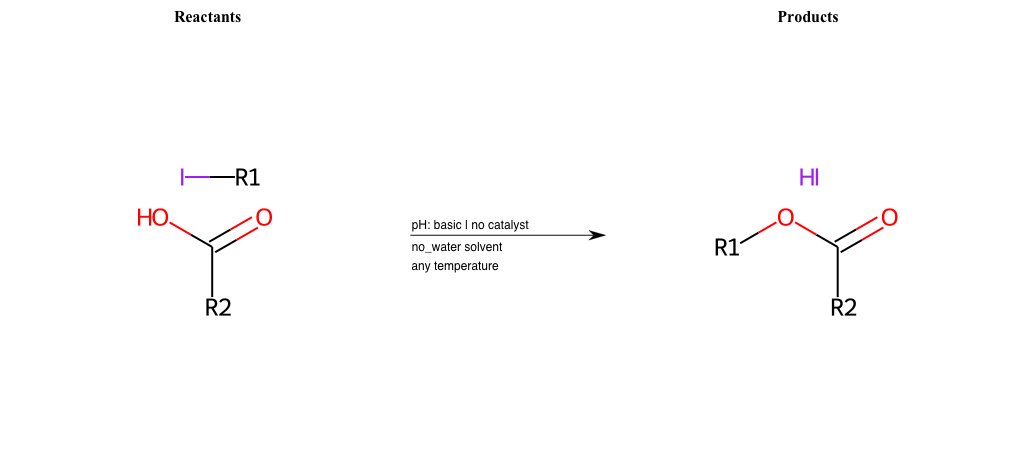 Reactants
Products
I R1
HO O
R2
pH: basic | no catalyst
no_water solvent
any temperature
HI
O O
R1
R2